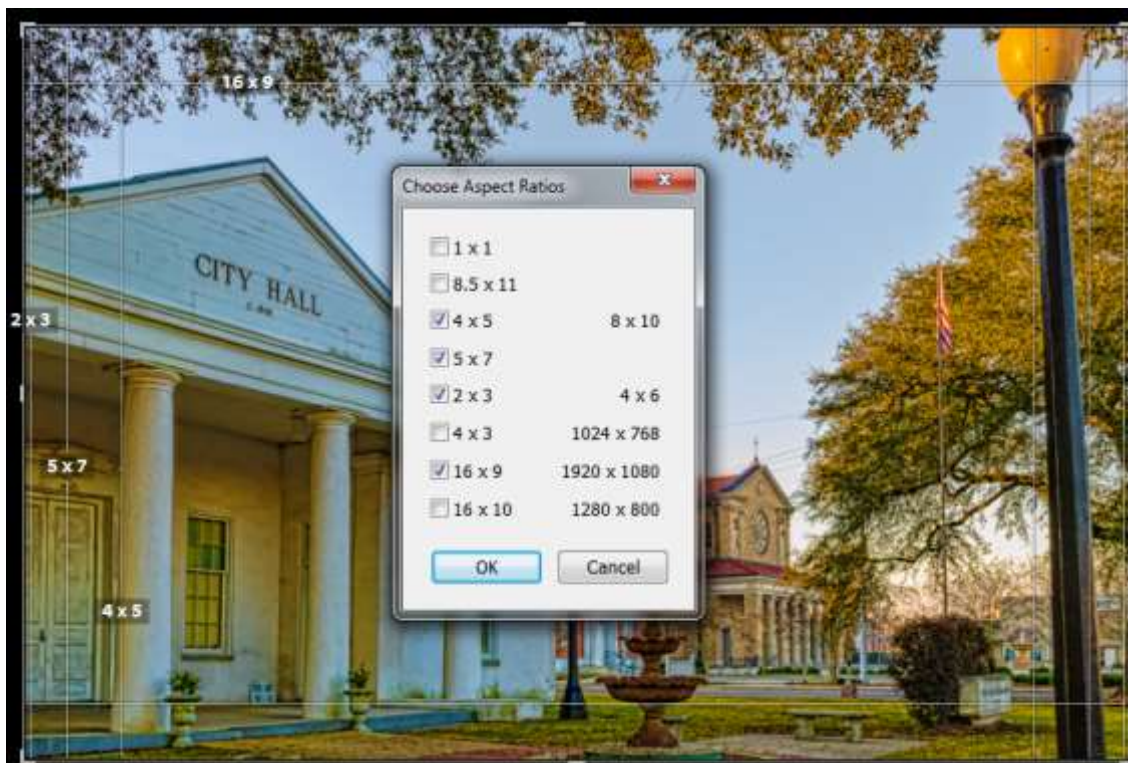 16 x 9
Choose Aspect Ratios
1 x 1
8.5 x 11
CITY HALL
2 x 3
4 x 5 8 x 10
5 x 7
2 x 3 4 x 6
4 x 3 1024 x 768
5 x 7
16 x 9 1920 x 1080
16 x 10 1280 x 800
OK Cancel
4 x 5